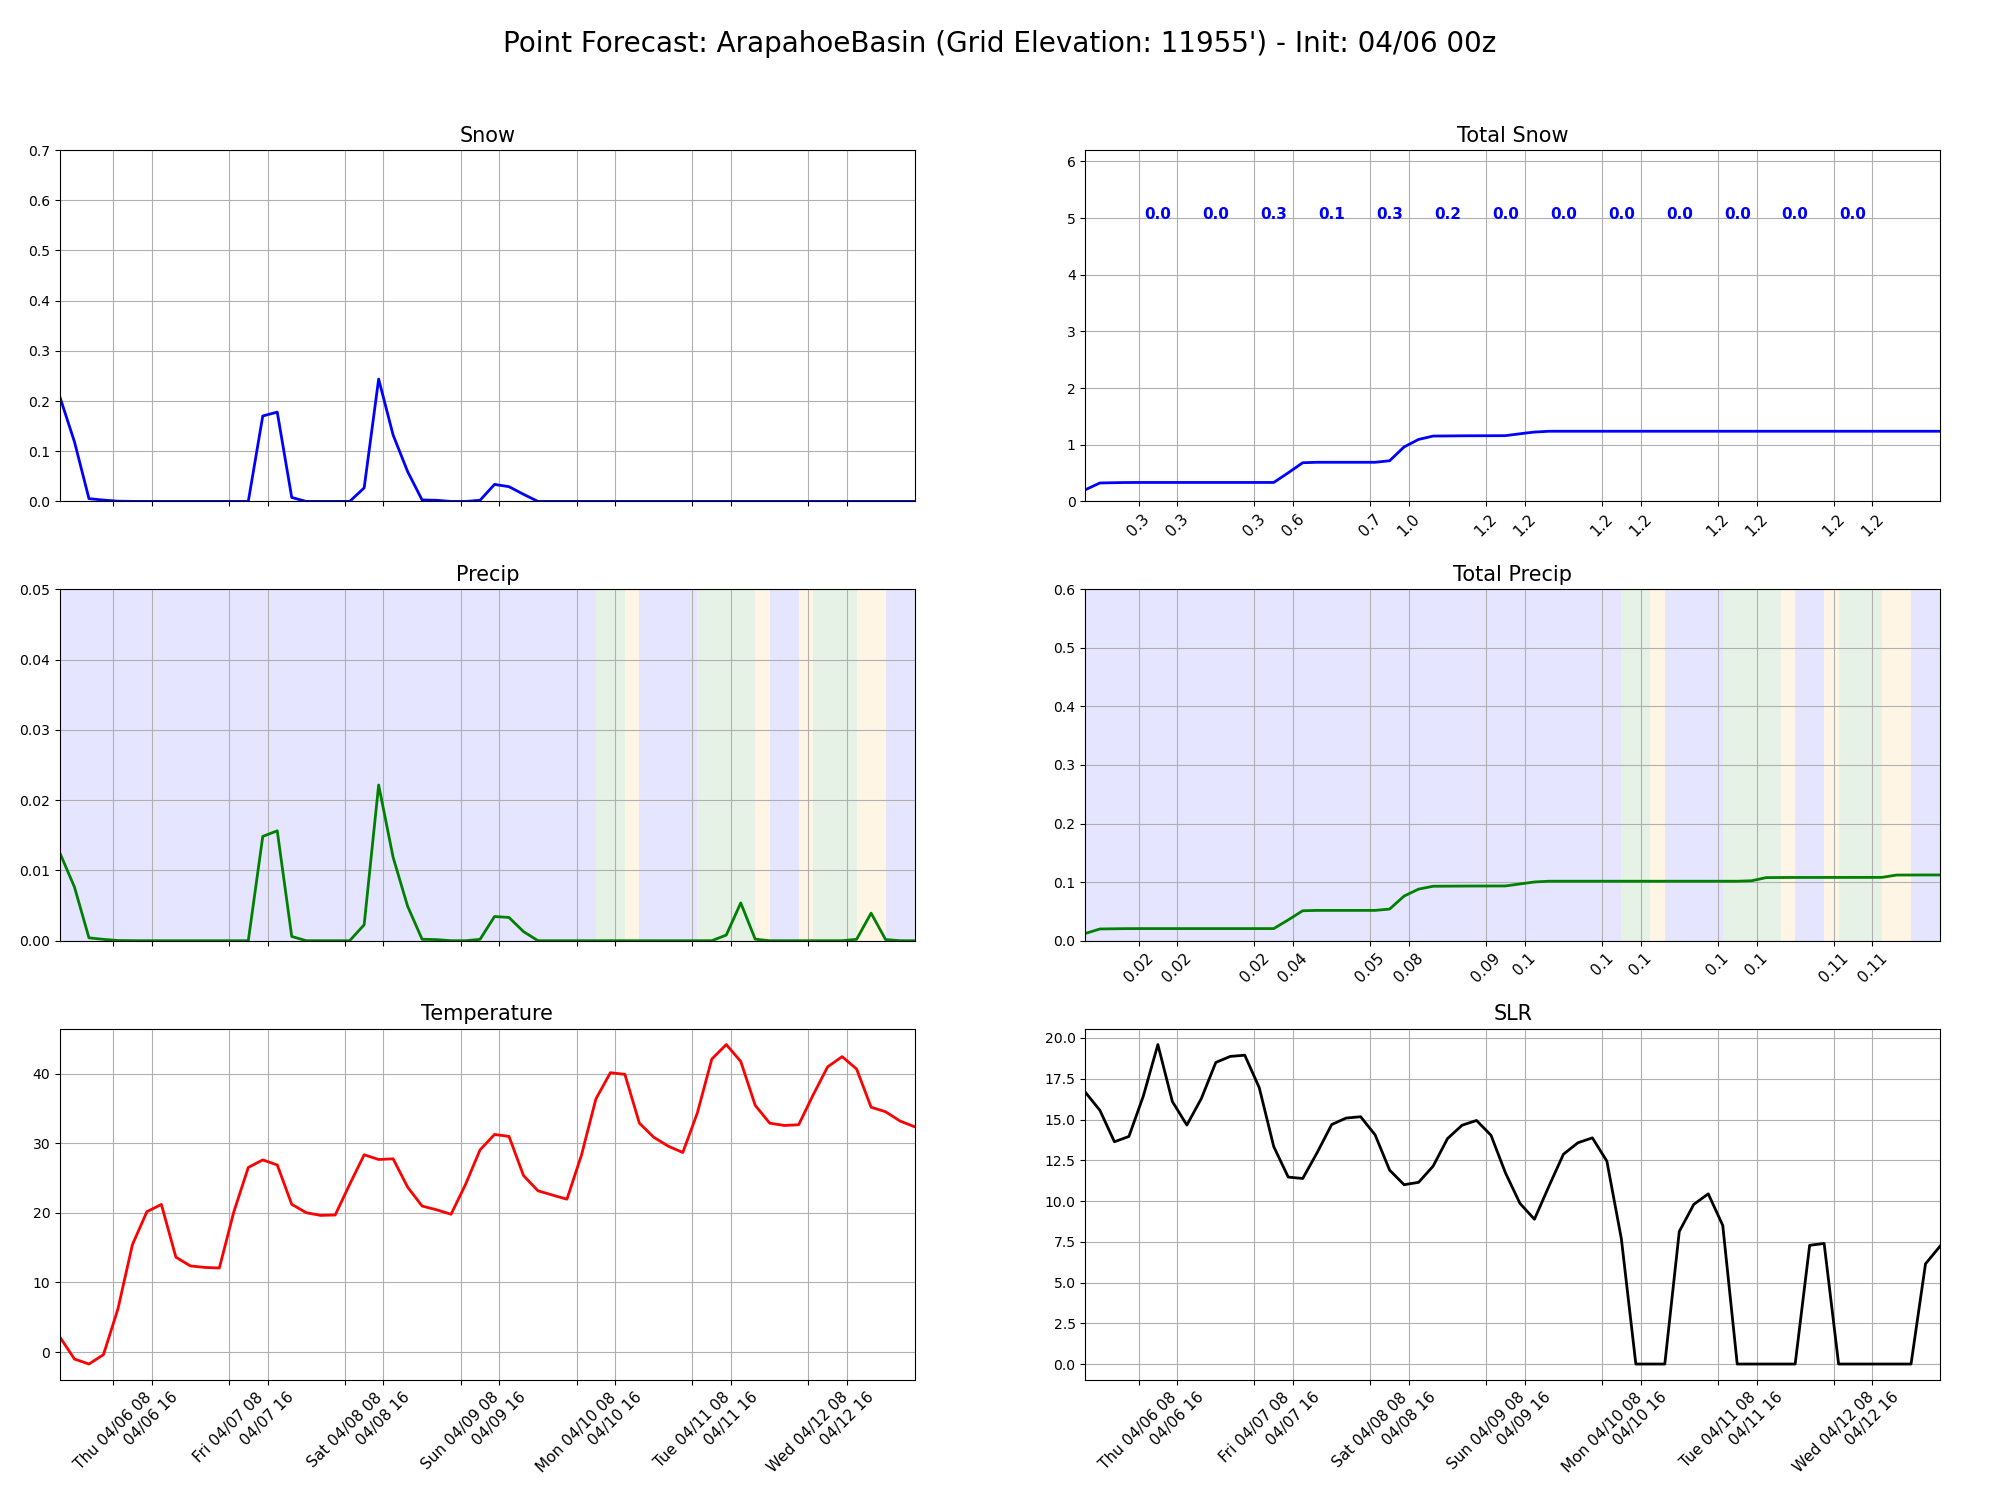 Point Forecast: ArapahoeBasin (Grid Elevation: 11955') - Init: 04/06 00z
Snow
0.7
0.6
0.5
0.4
0.3
0.2
0.1
0.0
Total Snow
6
5
4
3
2
1
0
0.0 0.0 0.3 0.1 0.3 0.2 0.0 0.0 0.0 0.0 0.0 0.0 0.0
0.3 0.3 0.3 0.6 0.7 1.0 1.2 1.2 1.2 1.2 1.2 1.2 1.2 1.2
Precip
0.05
0.04
0.03
0.02
0.01
0.00
Total Precip
0.6
0.5
0.4
0.3
0.2
0.1
0.0
0.02 0.02 0.02 0.04 0.05 0.08 0.09 0.1 0.1 0.1 0.1 0.1 0.11 0.11
Temperature
40
30
20
10
0
Thu 04/06 08
04/06 16
Fri 04/07 08
04/07 16
Sat 04/08 08
04/08 16
Sun 04/09 08
04/09 16
Mon 04/10 08
04/10 16
Tue 04/11 08
04/11 16
Wed 04/12 08
04/12 16
SLR
20.0
17.5
15.0
12.5
10.0
7.5
5.0
2.5
0.0
Thu 04/06 08
04/06 16
Fri 04/07 08
04/07 16
Sat 04/08 08
04/08 16
Sun 04/09 08
04/09 16
Mon 04/10 08
04/10 16
Tue 04/11 08
04/11 16
Wed 04/12 08
04/12 16